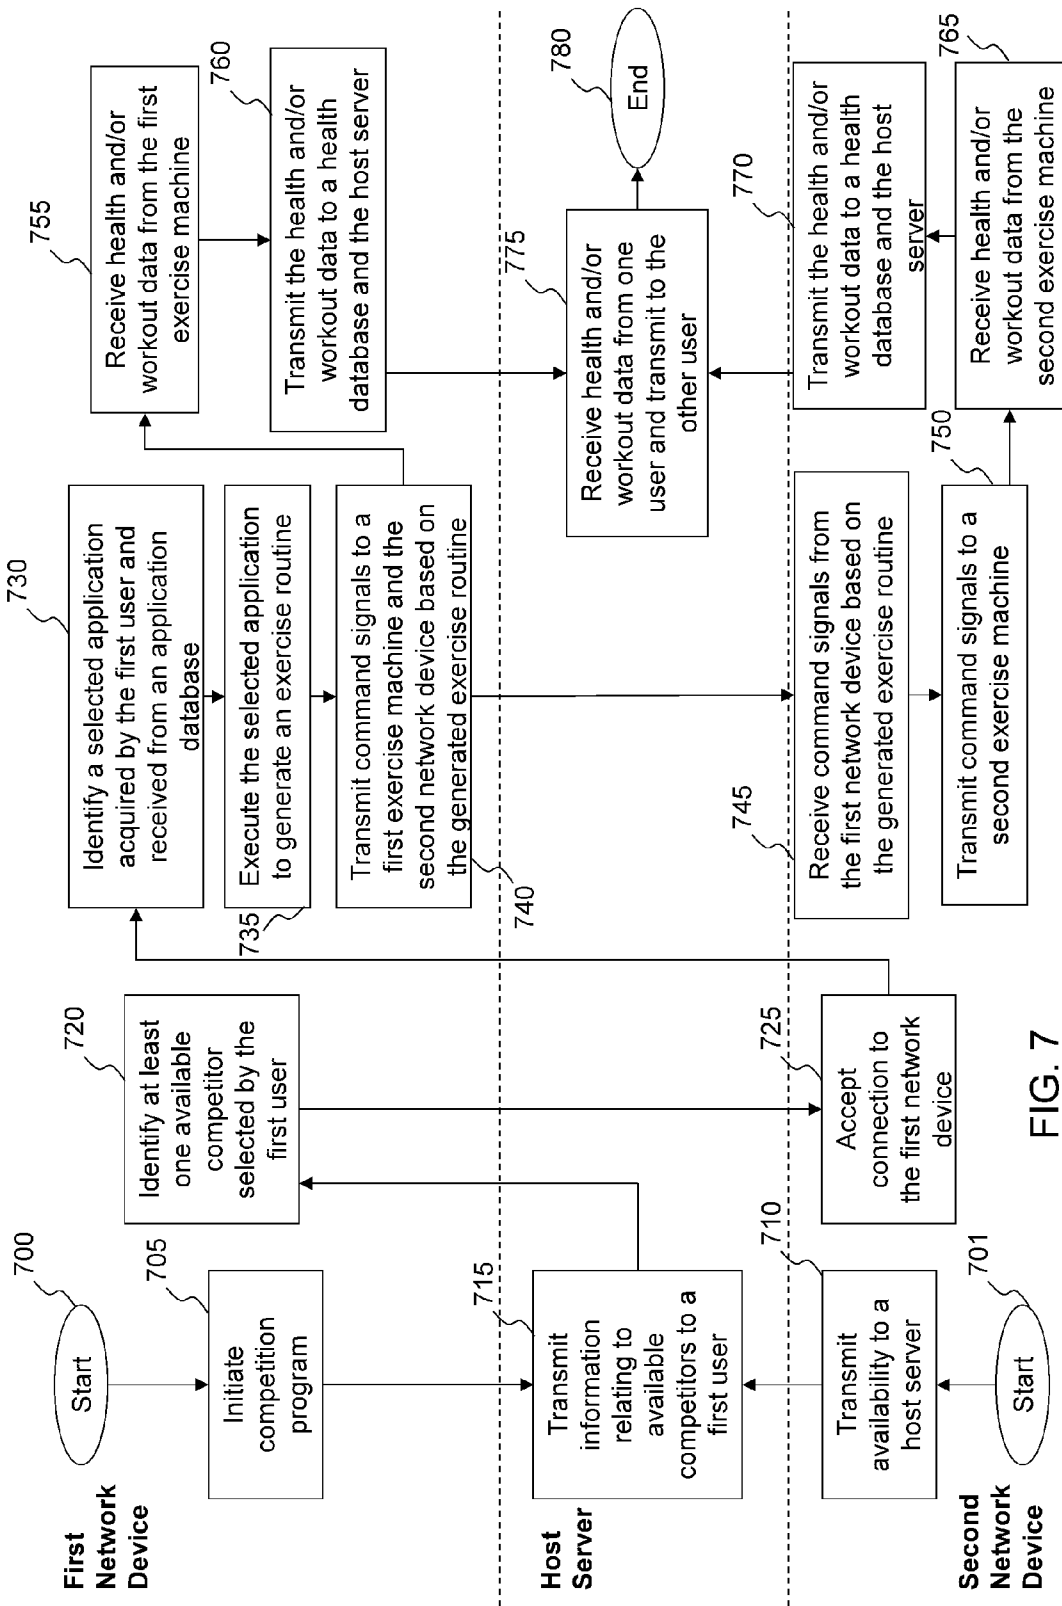 First
Network
Device
Start
700
Initiate
competition
program
705
Host
Server
Transmit
information
relating to
available
competitors to a
first user
715
Second
Network
Device
Start
701
Transmit
availability to a
host server
710
Identify at least
one available
competitor
selected by the
first user
720
Accept
connection to
the first network
device
725
Identify a selected application
acquired by the first user and
received from an application
database
730
Execute the selected application
to generate an exercise routine
735
Transmit command signals to a
first exercise machine and the
second network device based on
the generated exercise routine
740
Receive command signals from
the first network device based on
the generated exercise routine
745
Transmit command signals to a
second exercise machine
750
Receive health and/or
workout data from the first
exercise machine
755
Transmit the health and/or
workout data to a health
database and the host server
760
Receive health and/or
workout data from the
second exercise machine
765
Transmit the health and/or
workout data to a health
database and the host
server
770
Receive health and/or
workout data from one
user and transmit to the
other user
775
End
780
FIG. 7